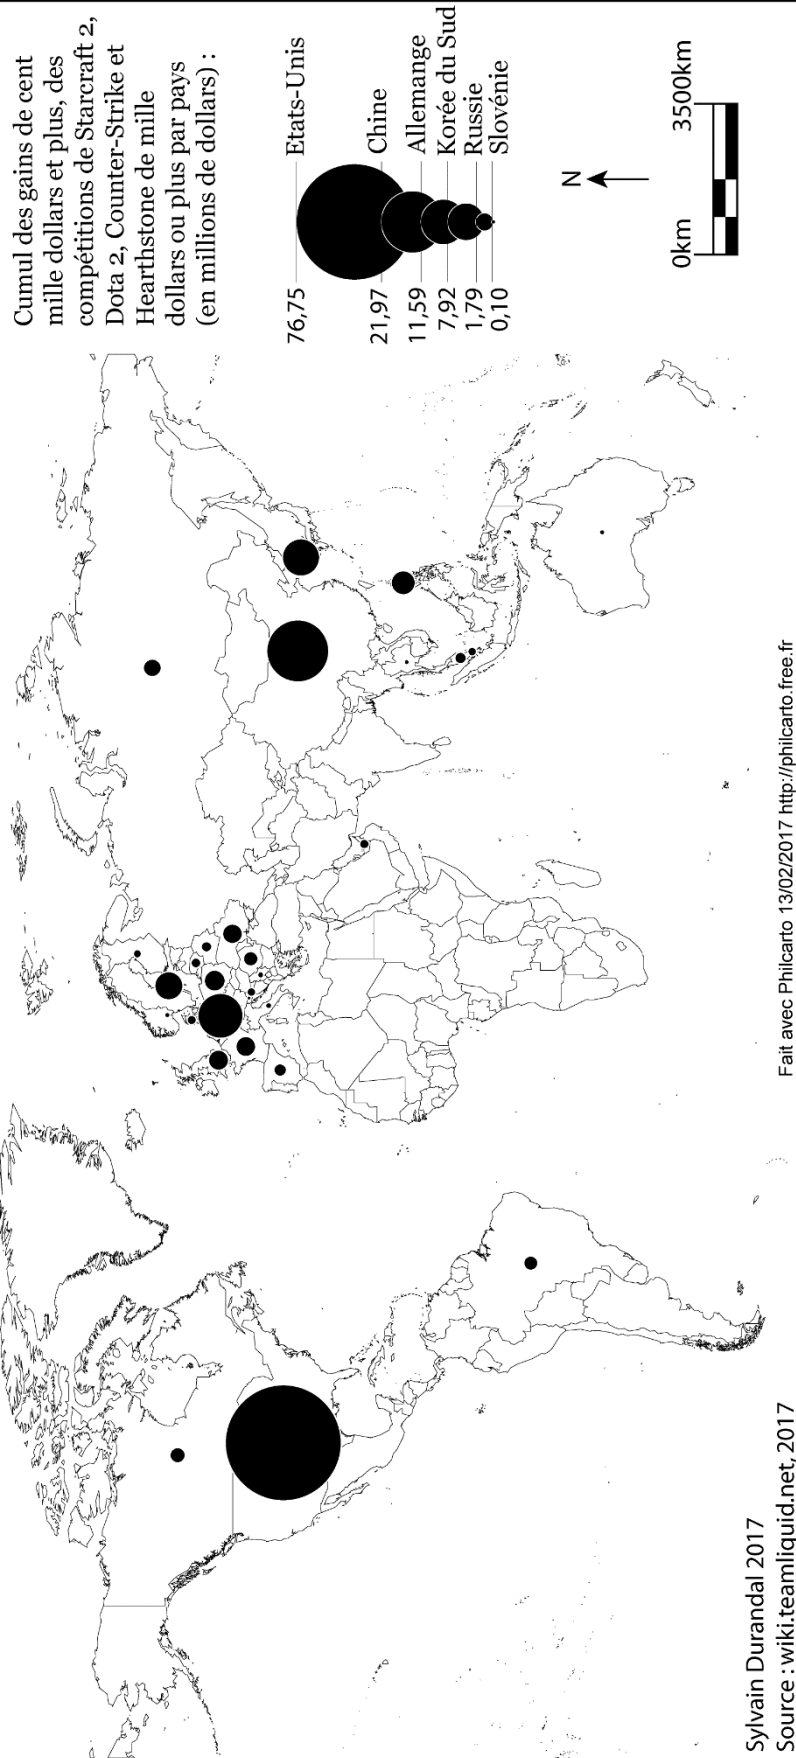 Cumul des gains de cent
mille dollars et plus, des
compétitions de Starcraft 2,
Dota 2, Counter-Strike et
Hearthstone de mille
dollars ou plus par pays
(en millions de dollars) :
76,75 Etats-Unis
21,97 Chine
11,59 Allemange
7,92 Korée du Sud
1,79 Russie
0,10 Slovénie
N
0km 3500km
Sylvain Durandal 2017
Source : wiki.teamliquid.net, 2017
Fait avec Philcarto 13/02/2017 http://philcarto.free.fr